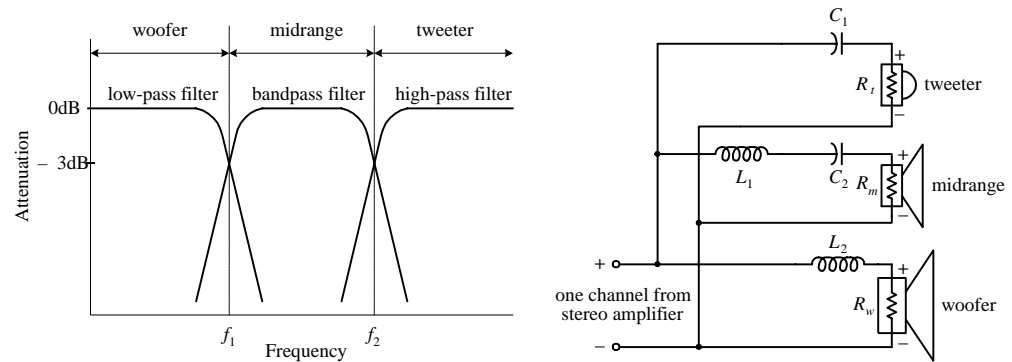 woofer midrange tweeter
low-pass filter bandpass filter high-pass filter
0dB
– 3dB
Attenuation
f₁ f₂
Frequency
C₁
+
Rₜ tweeter
–
L₁ C₂ + Rₘ midrange
–
L₂
+ +
one channel from
stereo amplifier
R_w woofer
– –